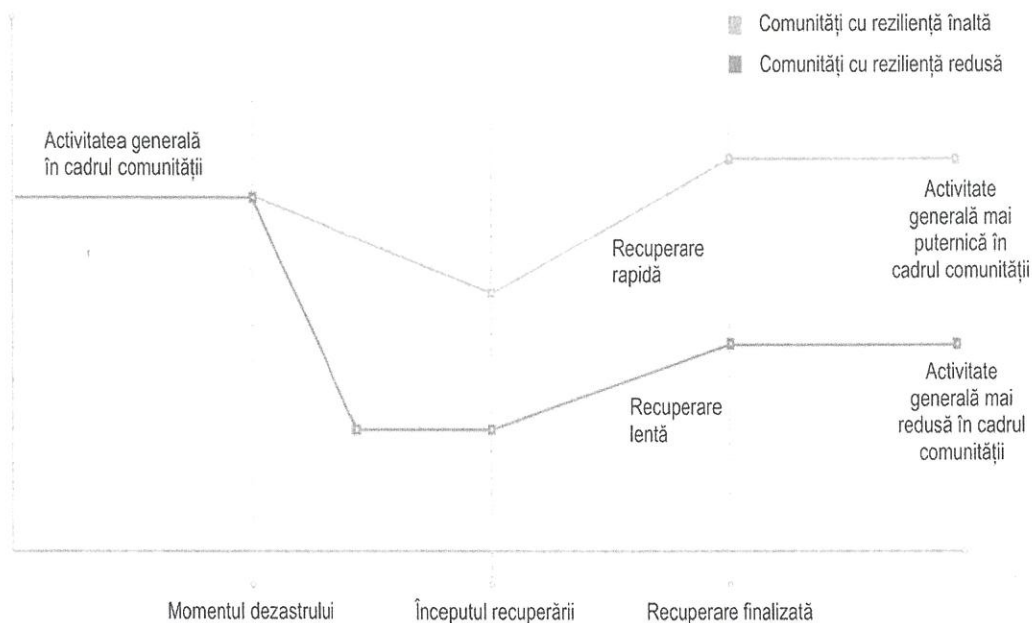 Comunități cu reziliență înaltă
Comunități cu reziliență redusă
Activitatea generală
în cadrul comunității
Recuperare
rapidă
Activitate
generală mai
puternică în
cadrul comunității
Recuperare
lentă
Activitate
generală mai
redusă în cadrul
comunității
Momentul dezastrului
Începutul recuperării
Recuperare finalizată